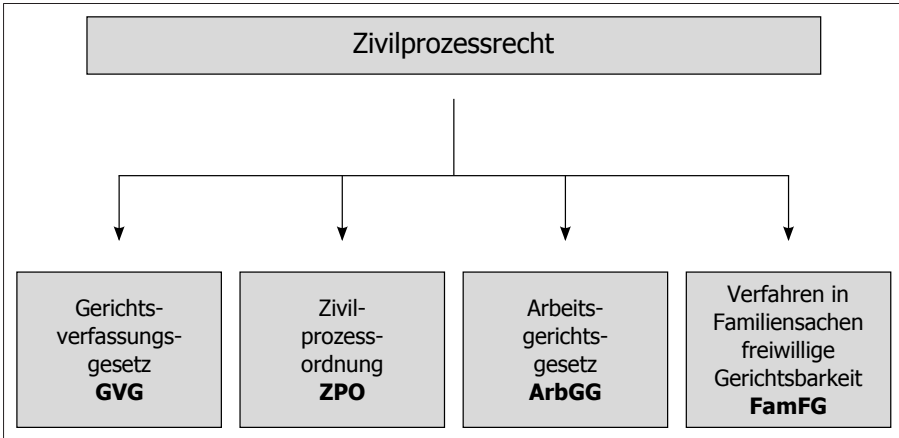 Zivilprozessrecht
Gerichts-
verfassungs-
gesetz
GVG
Zivil-
prozess-
ordnung
ZPO
Arbeits-
gerichts-
gesetz
ArbGG
Verfahren in
Familiensachen
freiwillige
Gerichtsbarkeit
FamFG